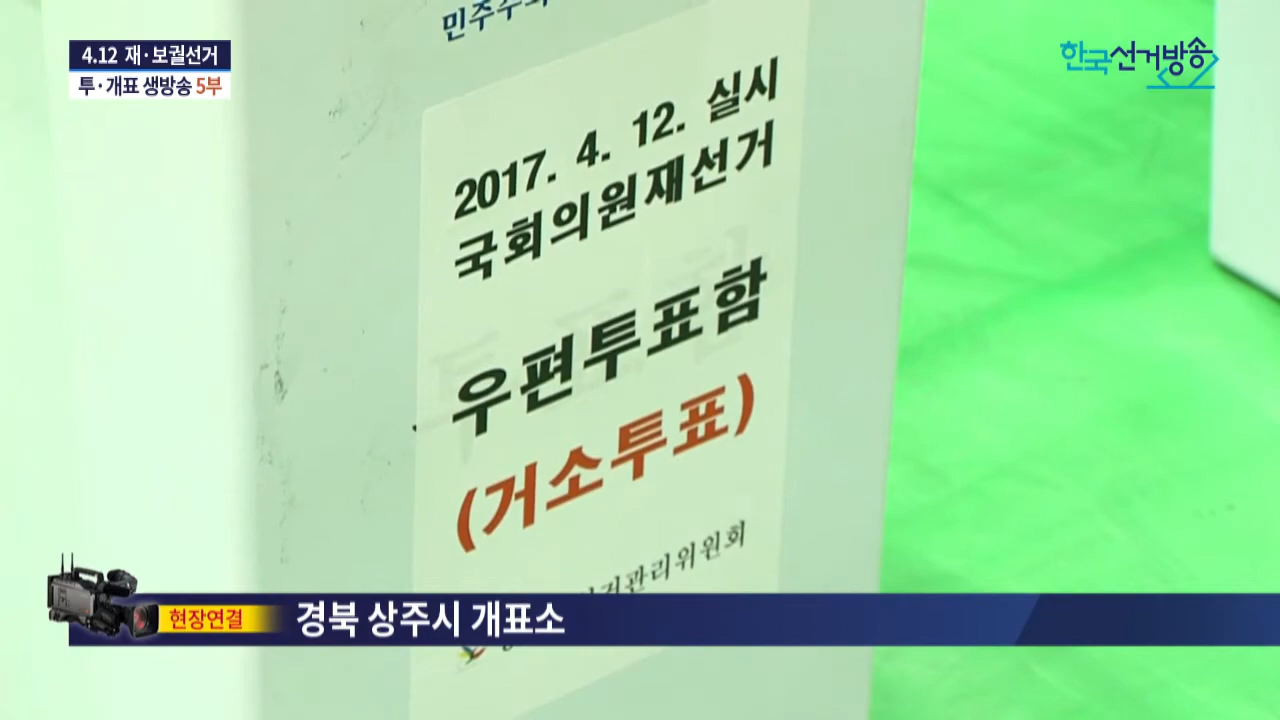 4.12 재·보궐선거
투·개표 생방송 5부
한국선거방송
2017. 4. 12. 실시
국회의원재선거
우편투표함
(거소투표)
현장연결
경북 상주시 개표소